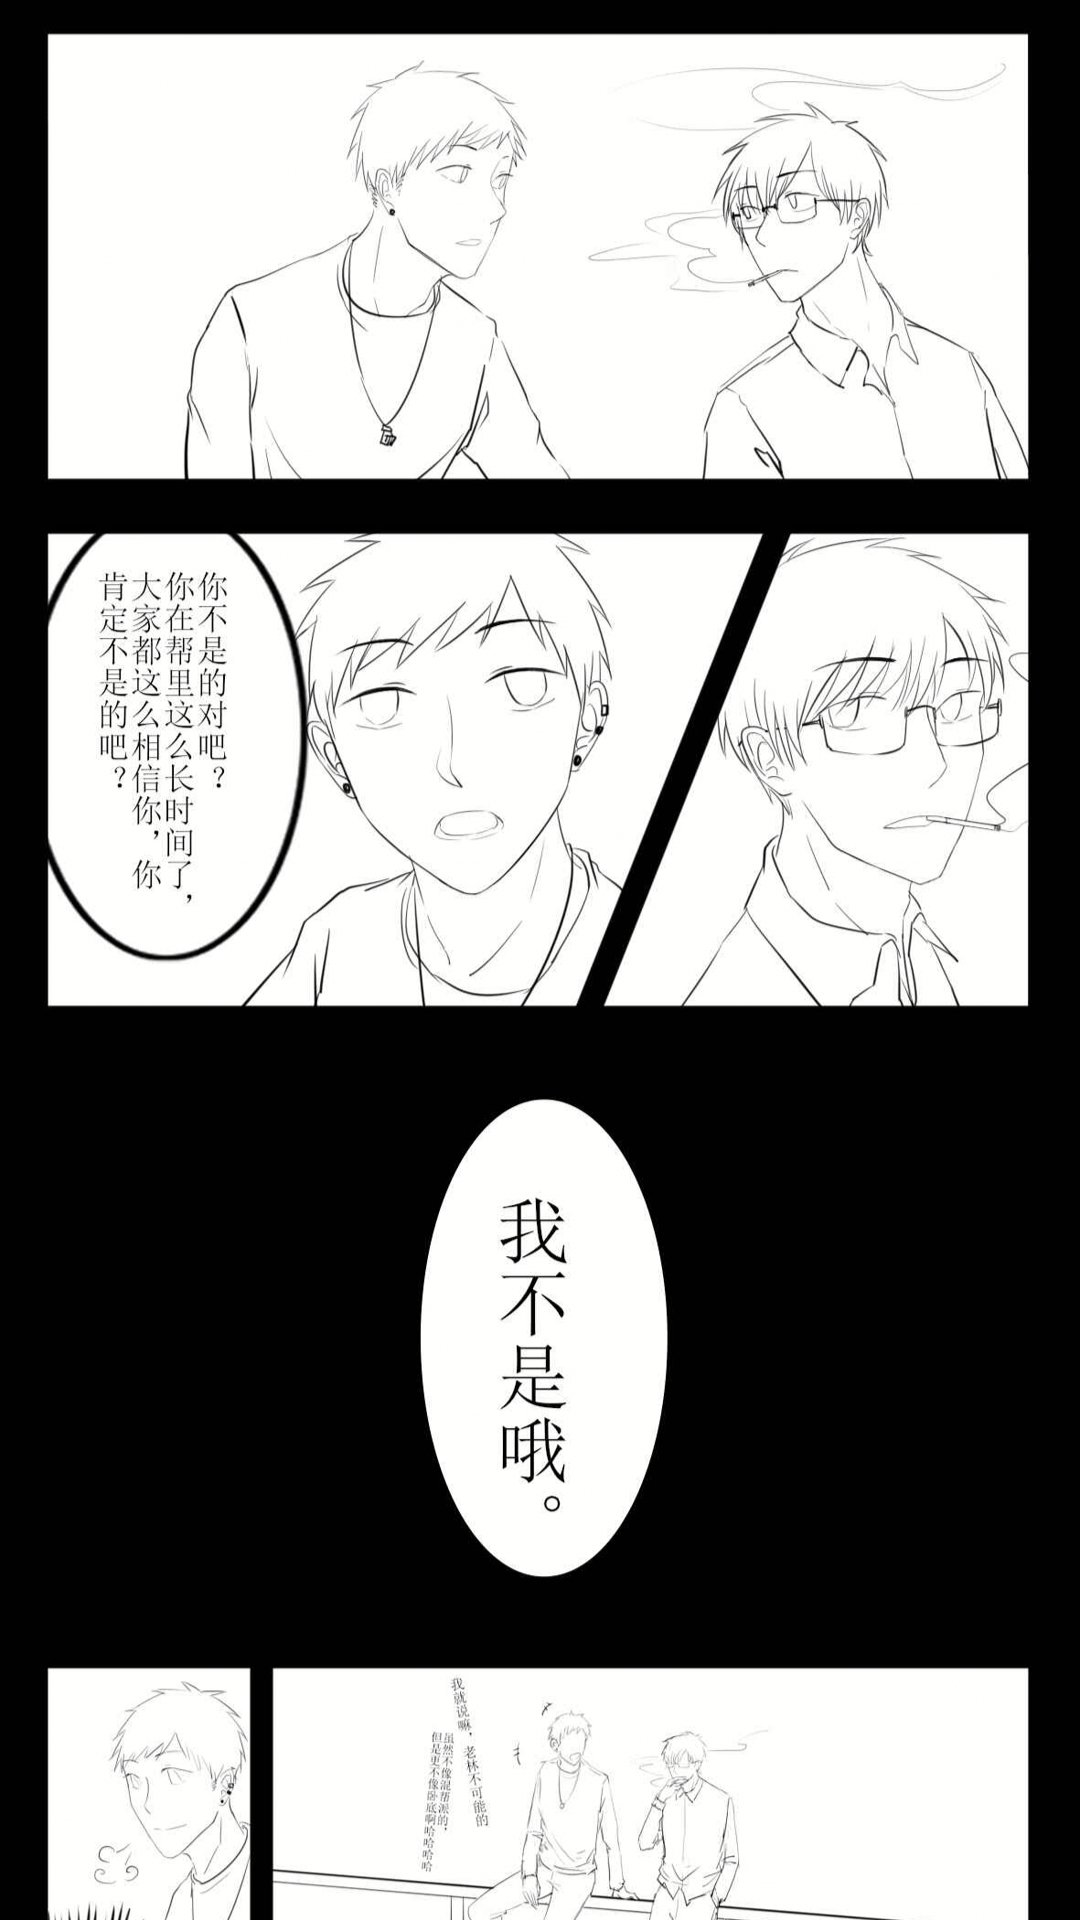 你不是的对吧？
你在帮里这么长时间了，
大家都这么相信你，你
肯定不是的吧？
我不是哦。
我就说嘛，老林不可能的
虽然不像混帮派的，
但是更不像卧底啊哈哈哈哈